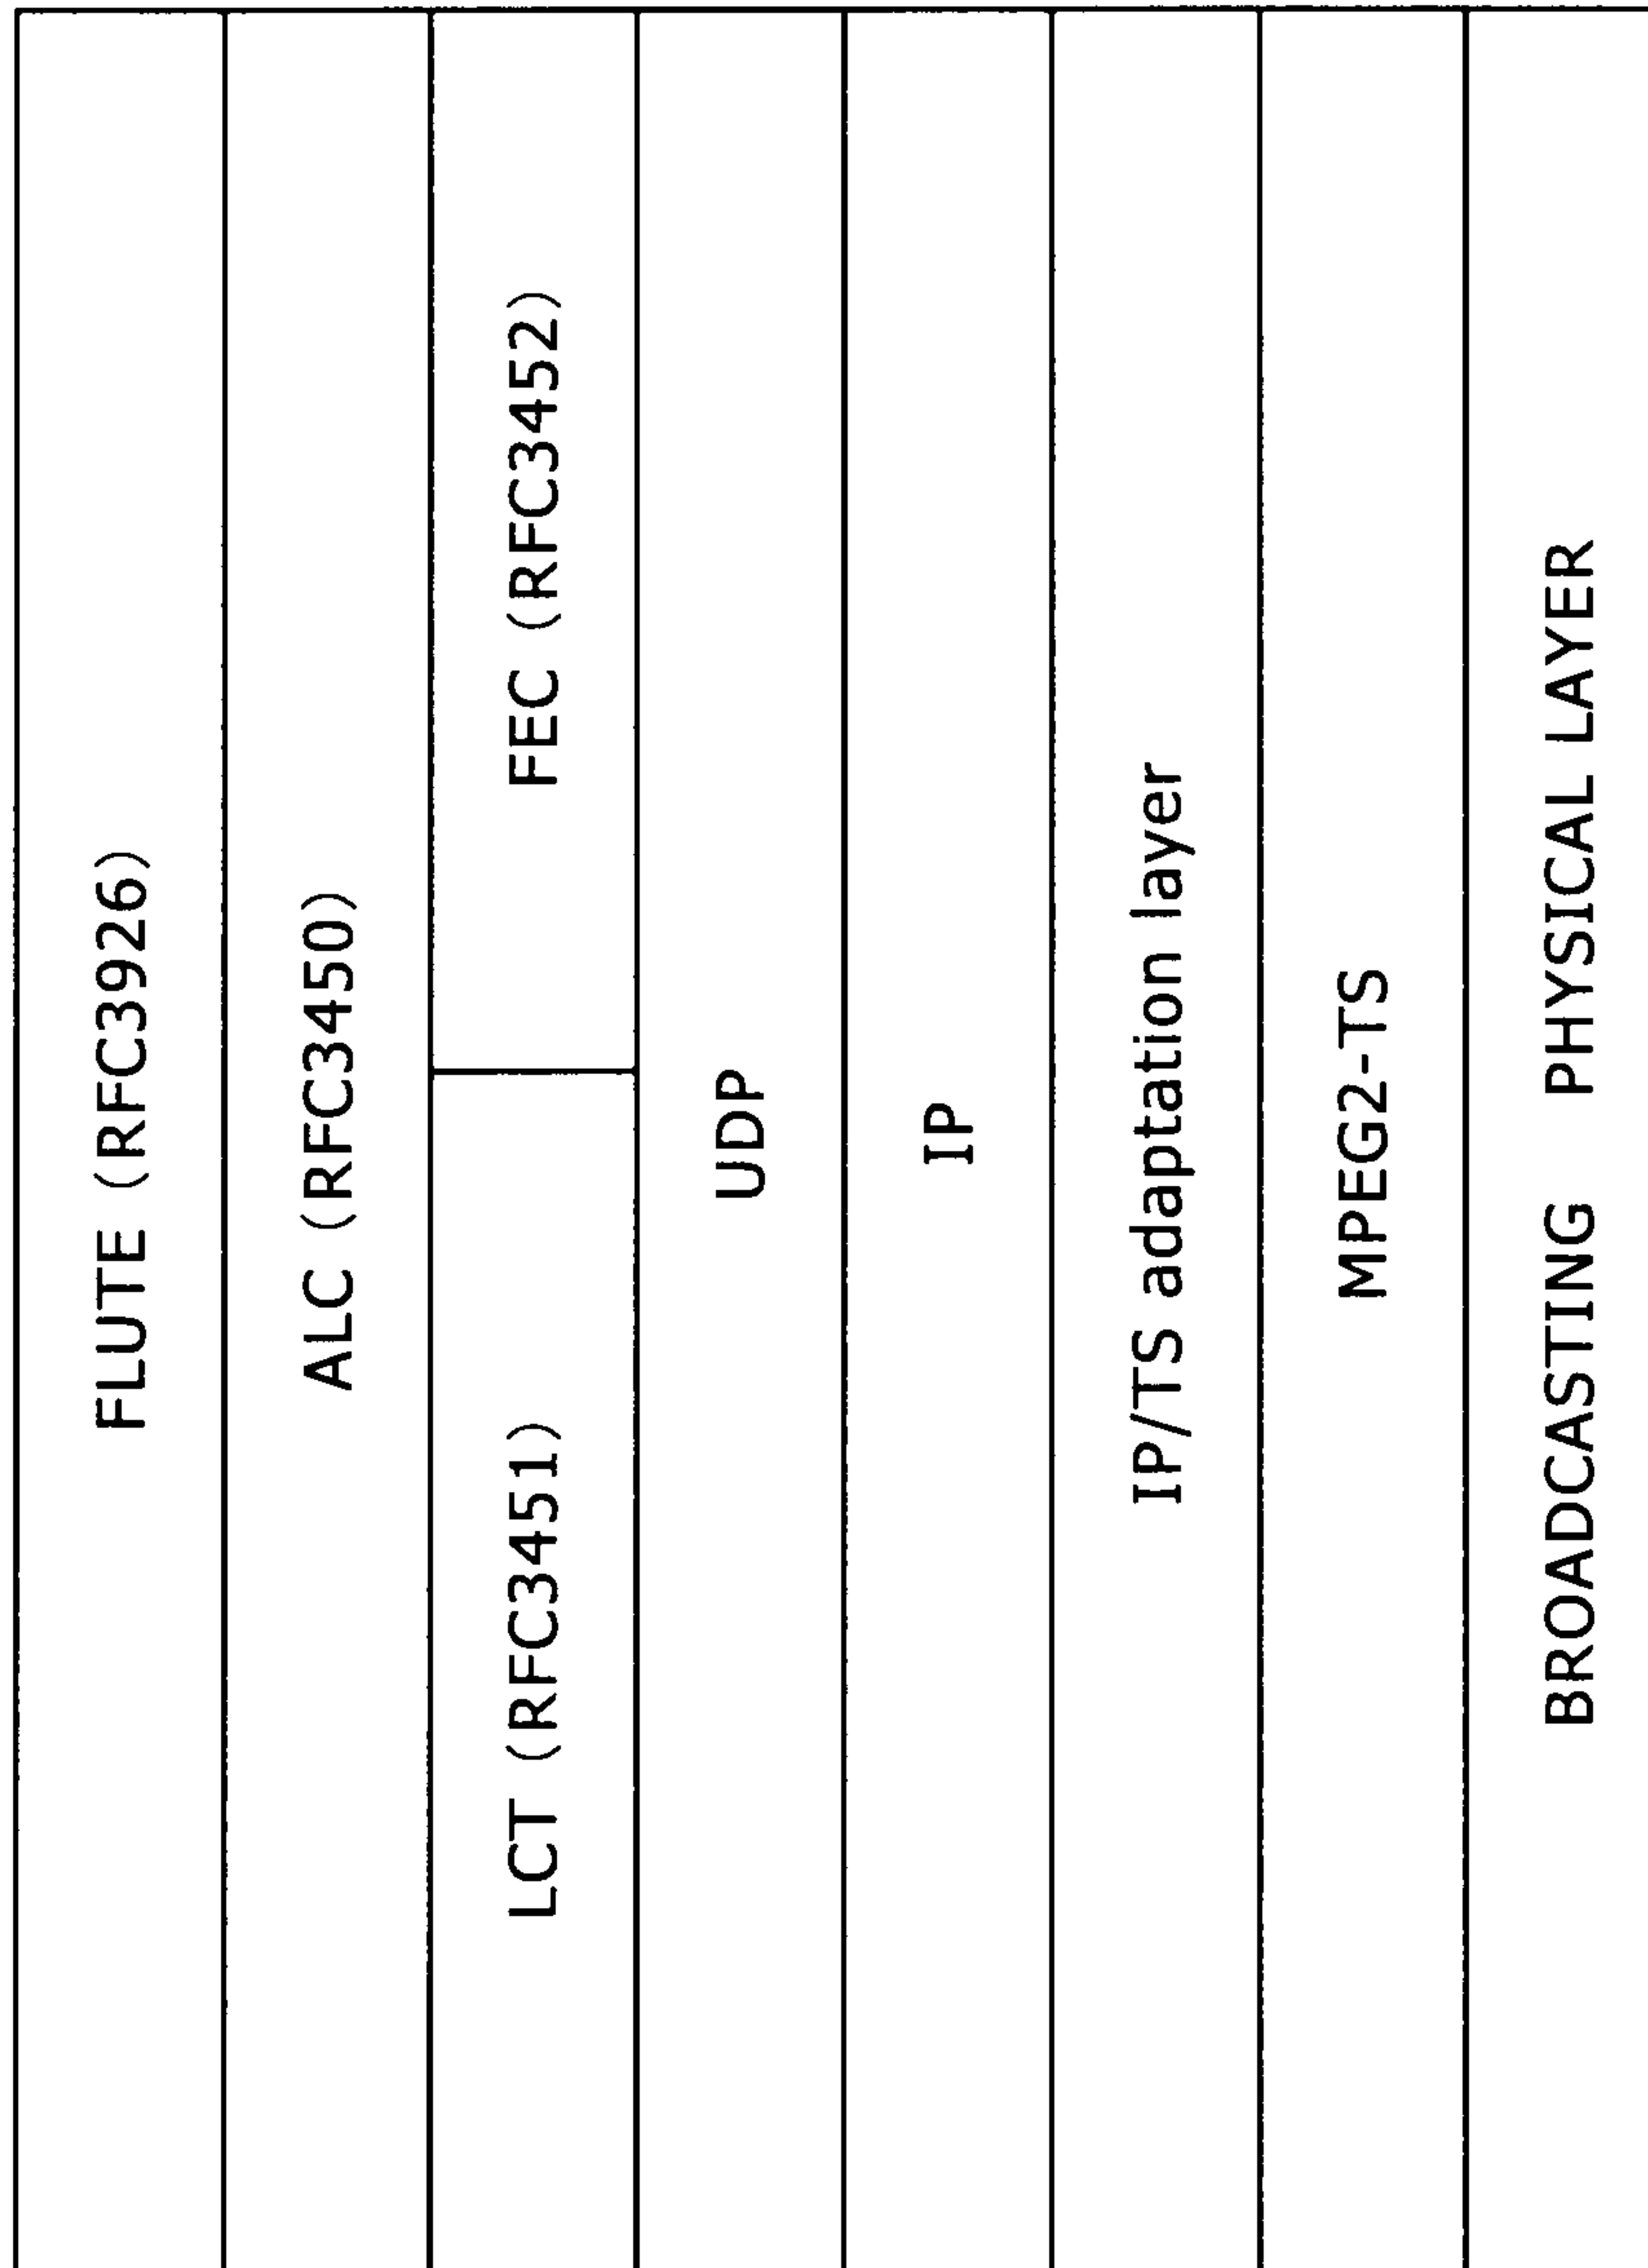 FLUTE (RFC3926)
ALC (RFC3450)
LCT (RFC3451)
FEC (RFC3452)
UDP
IP
IP/TS adaptation layer
MPEG2-TS
BROADCASTING PHYSICAL LAYER